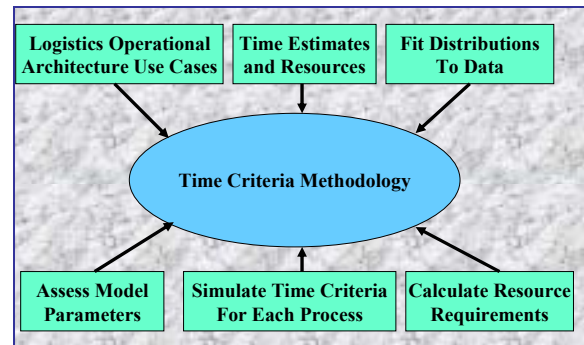 Logistics Operational
Architecture Use Cases
Time Estimates
and Resources
Fit Distributions
To Data
Time Criteria Methodology
Assess Model
Parameters
Simulate Time Criteria
For Each Process
Calculate Resource
Requirements